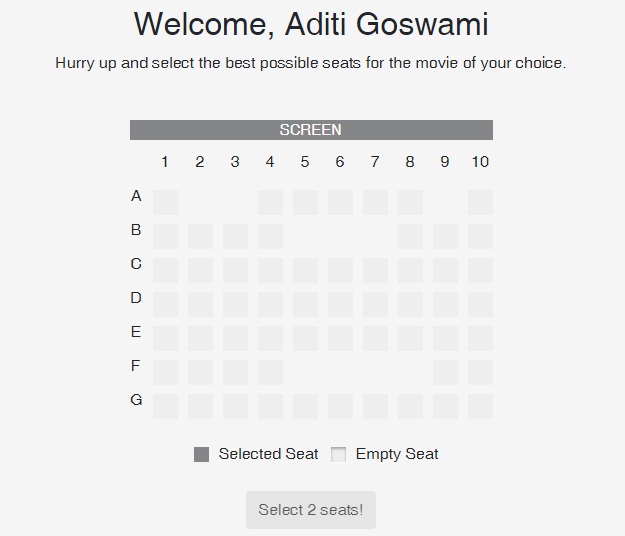 Welcome, Aditi Goswami
Hurry up and select the best possible seats for the movie of your choice.
SCREEN
1 2 3 4 5 6 7 8 9 10
A
B
C
D
E
F
G
Selected Seat Empty Seat
Select 2 seats!